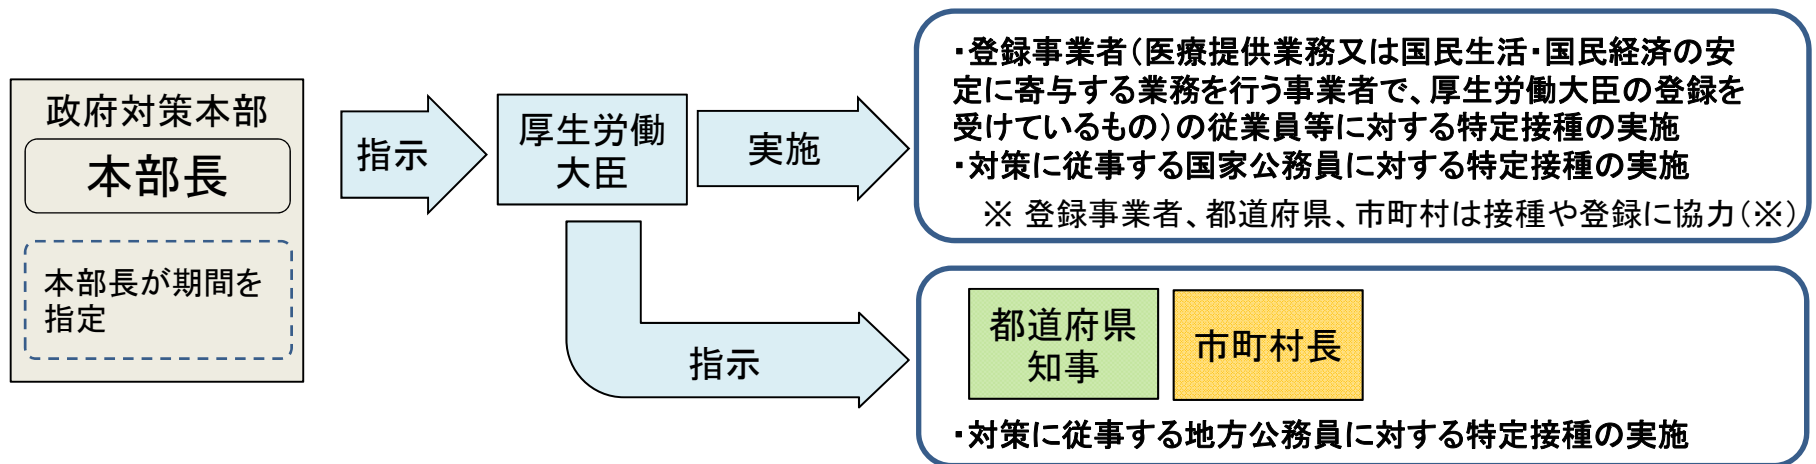 政府対策本部
本部長
本部長が期間を
指定
指示
厚生労働
大臣
実施
・登録事業者(医療提供業務又は国民生活・国民経済の安
定に寄与する業務を行う事業者で、厚生労働大臣の登録を
受けているもの)の従業員等に対する特定接種の実施
・対策に従事する国家公務員に対する特定接種の実施
※ 登録事業者、都道府県、市町村は接種や登録に協力(※)
指示
都道府県
知事
市町村長
・対策に従事する地方公務員に対する特定接種の実施